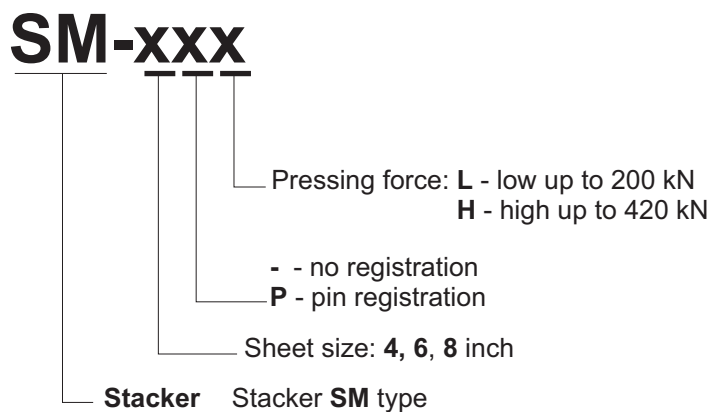 SM-xxx
Pressing force: L - low up to 200 kN
H - high up to 420 kN
- - no registration
P - pin registration
Sheet size: 4, 6, 8 inch
Stacker Stacker SM type